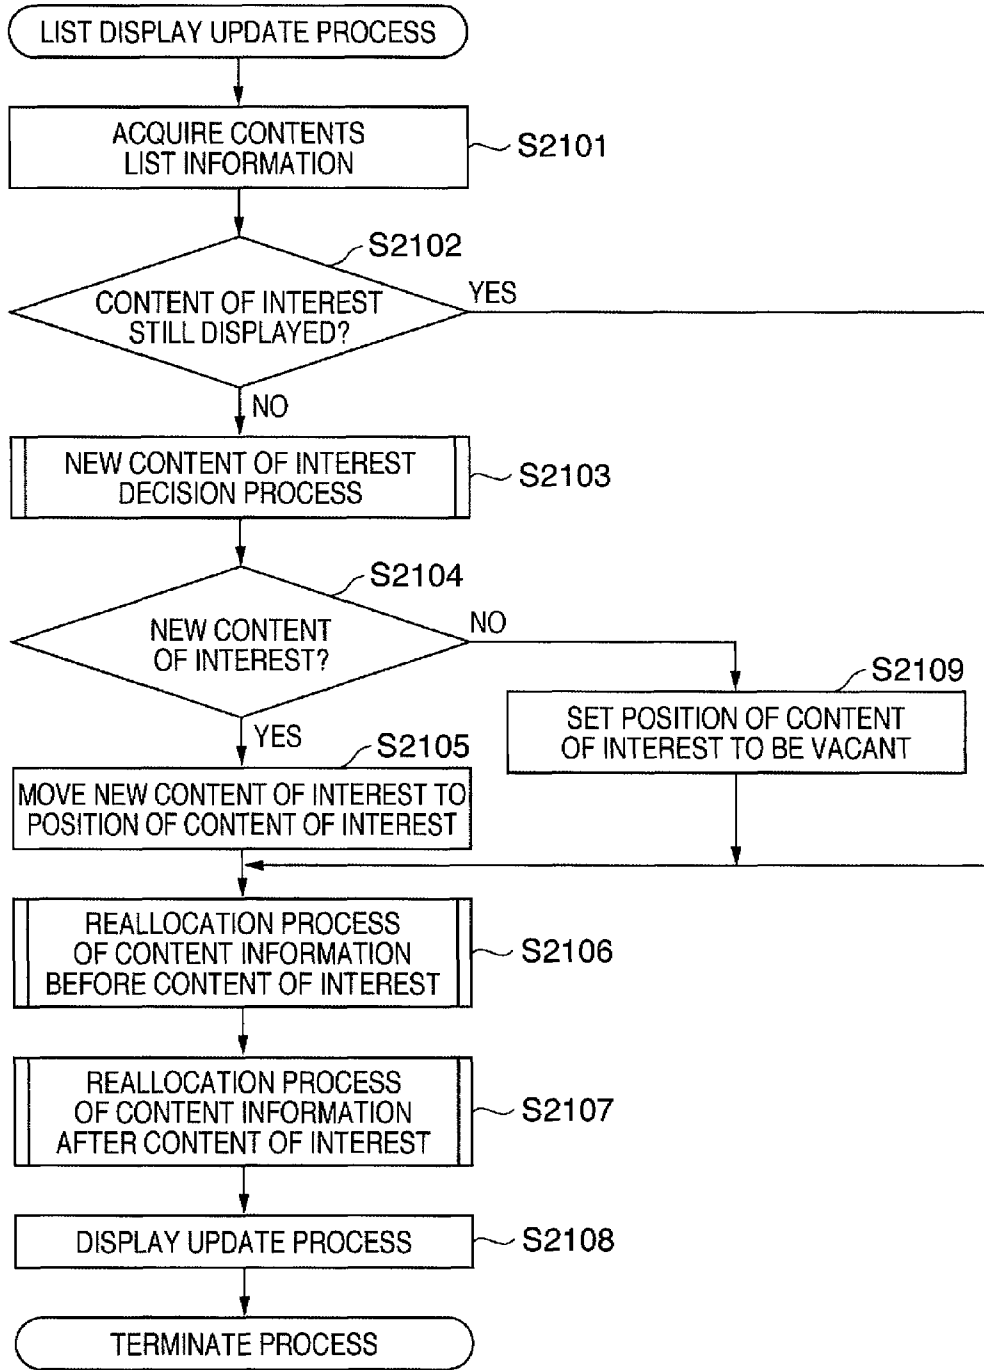 LIST DISPLAY UPDATE PROCESS
ACQUIRE CONTENTS
LIST INFORMATION
S2101
S2102
CONTENT OF INTEREST
STILL DISPLAYED?
YES
NO
NEW CONTENT OF INTEREST
DECISION PROCESS
S2103
S2104
NEW CONTENT
OF INTEREST?
NO
YES
S2109
SET POSITION OF CONTENT
OF INTEREST TO BE VACANT
S2105
MOVE NEW CONTENT OF INTEREST TO
POSITION OF CONTENT OF INTEREST
REALLOCATION PROCESS
OF CONTENT INFORMATION
BEFORE CONTENT OF INTEREST
S2106
REALLOCATION PROCESS
OF CONTENT INFORMATION
AFTER CONTENT OF INTEREST
S2107
DISPLAY UPDATE PROCESS
S2108
TERMINATE PROCESS